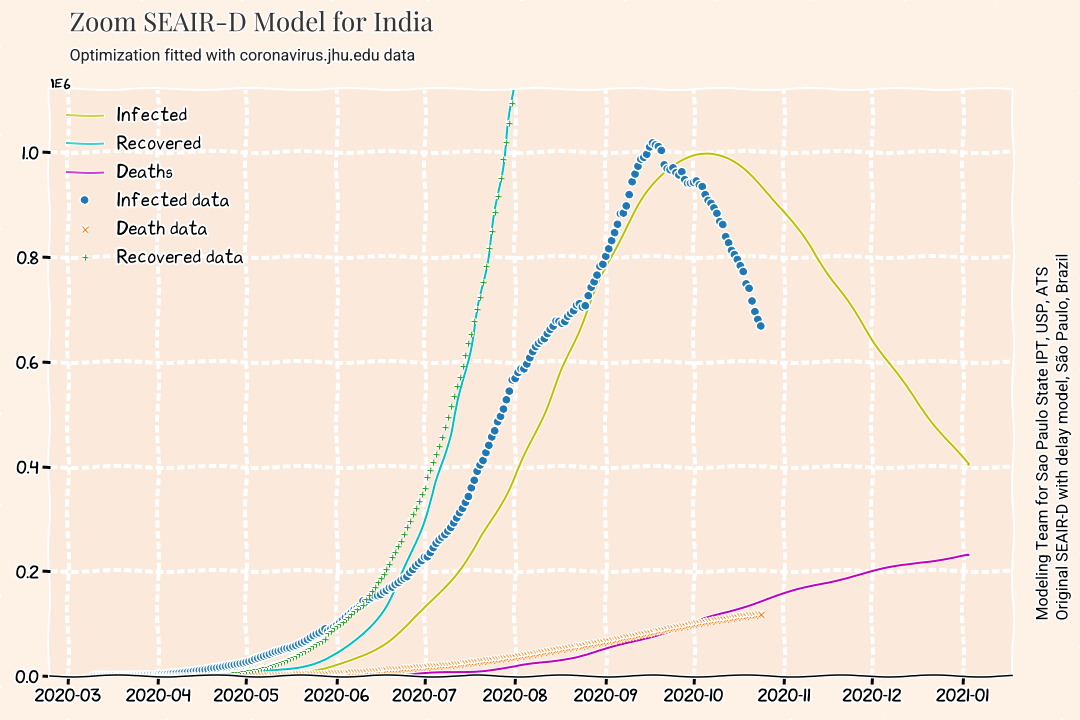 Zoom SEAIR-D Model for India
Optimization fitted with coronavirus.jhu.edu data
1E6
Infected
Recovered
Deaths
Infected data
Death data
Recovered data
1.0
0.8
0.6
0.4
0.2
0.0
2020-03 2020-04 2020-05 2020-06 2020-07 2020-08 2020-09 2020-10 2020-11 2020-12 2021-01
Modeling Team for Sao Paulo State IPT, USP, ATS
Original SEAIR-D with delay model, São Paulo, Brazil